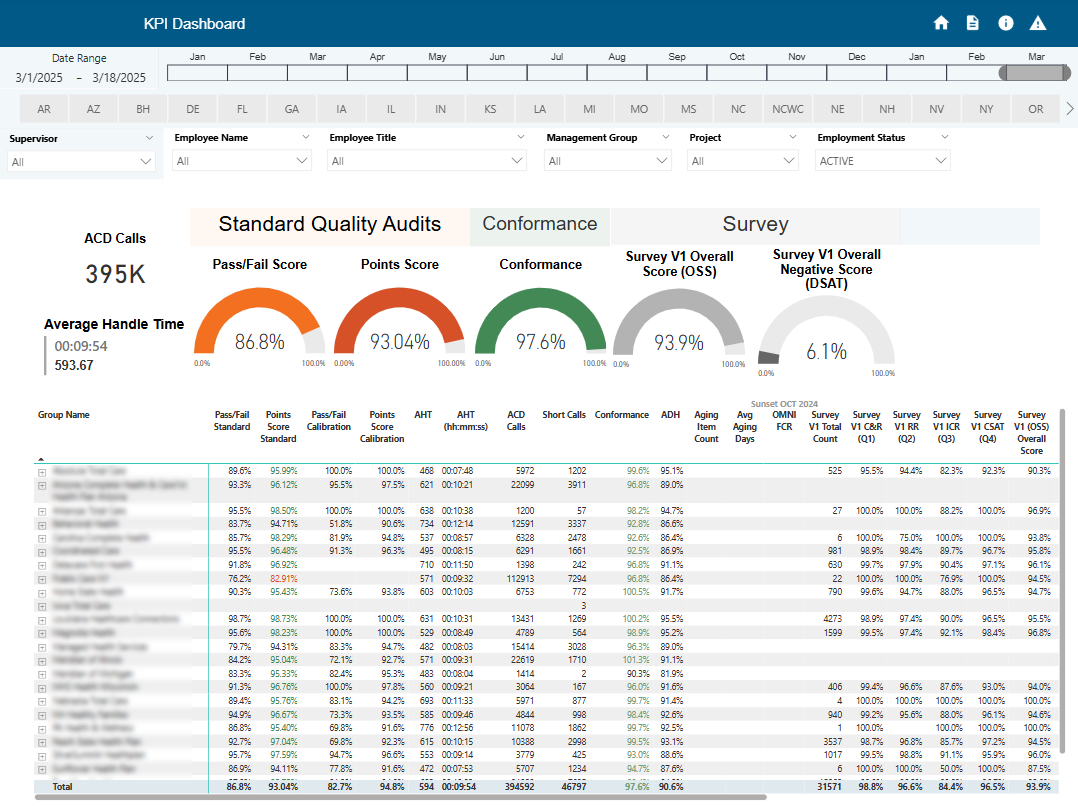 KPI Dashboard
Date Range
3/1/2025 - 3/18/2025
Jan Feb Mar Apr May Jun Jul Aug Sep Oct Nov Dec Jan Feb Mar
AR AZ BH DE FL GA IA IL IN KS LA MI MO MS NC NCWC NE NH NV NY OR
Supervisor Employee Name Employee Title Management Group Project Employment Status
All All All All All ACTIVE
Standard Quality Audits Conformance Survey
ACD Calls
395K
Average Handle Time
00:09:54
593.67
Pass/Fail Score
86.8%
0.0% 100.0%
Points Score
93.04%
0.0% 100.00%
Conformance
97.6%
0.0% 100.0%
Survey V1 Overall
Score (OSS)
93.9%
0.0% 100.0%
Survey V1 Overall
Negative Score
(DSAT)
6.1%
0.0% 100.0%
Sunset OCT 2024
Group Name Pass/Fail Standard Points Score Standard Pass/Fail Calibration Points Score Calibration AHT AHT (hh:mm:ss) ACD Calls Short Calls Conformance ADH Aging Item Count Avg Aging Days OMNI FCR Survey V1 Total Count Survey V1 C&R (Q1) Survey V1 RR (Q2) Survey V1 ICR (Q3) Survey V1 CSAT (Q4) Survey V1 (OSS) Overall Score
89.6% 95.99% 100.0% 100.0% 468 00:07:48 5972 1202 99.6% 95.1% 525 95.5% 94.4% 82.3% 92.3% 90.3%
93.3% 96.12% 95.5% 97.5% 621 00:10:21 22099 3911 96.8% 89.0%
95.5% 98.50% 100.0% 100.0% 638 00:10:38 1200 57 98.2% 94.7% 27 100.0% 100.0% 88.2% 100.0% 96.9%
83.7% 94.71% 51.8% 90.6% 734 00:12:14 12591 3337 92.8% 86.6%
85.7% 98.29% 81.9% 94.8% 537 00:08:57 6328 2478 92.6% 86.4% 6 100.0% 75.0% 100.0% 100.0% 93.8%
95.5% 96.48% 91.3% 96.3% 495 00:08:15 6291 1661 92.5% 86.9% 981 98.9% 98.4% 89.7% 96.7% 95.8%
91.8% 96.92% 710 00:11:50 1398 242 96.8% 91.1% 630 99.7% 97.9% 90.4% 97.1% 96.1%
76.2% 82.91% 571 00:09:32 112913 7294 96.8% 86.4% 22 100.0% 100.0% 76.9% 100.0% 94.5%
90.3% 95.43% 73.6% 93.8% 603 00:10:03 6753 772 100.5% 91.7% 790 99.6% 94.7% 88.0% 96.5% 94.7%
3
98.7% 98.73% 100.0% 100.0% 631 00:10:31 13431 1269 100.2% 95.5% 4273 98.9% 97.4% 90.0% 96.5% 95.5%
95.6% 98.23% 100.0% 100.0% 529 00:08:49 4789 564 98.9% 95.2% 1599 99.5% 97.4% 92.1% 98.4% 96.8%
79.7% 94.31% 83.3% 94.7% 482 00:08:03 15414 3028 96.3% 89.0%
84.2% 95.04% 72.1% 92.7% 571 00:09:31 22619 1710 101.3% 91.1%
83.3% 95.33% 82.4% 95.3% 483 00:08:04 1414 2 90.3% 81.9%
91.3% 96.76% 100.0% 97.8% 560 00:09:21 3064 167 96.0% 91.6% 406 99.4% 96.6% 87.6% 93.0% 94.0%
89.4% 95.76% 83.1% 94.2% 693 00:11:33 5971 877 99.7% 91.4% 4 100.0% 100.0% 100.0% 100.0% 100.0%
94.9% 96.67% 73.3% 93.5% 585 00:09:46 4844 998 98.4% 92.6% 940 99.2% 95.6% 88.0% 96.1% 94.6%
86.8% 95.40% 69.8% 91.6% 776 00:12:56 11078 1862 99.7% 92.5% 1 100.0% 100.0% 100.0% 100.0%
92.7% 97.04% 69.8% 92.3% 615 00:10:15 10388 2998 99.5% 93.1% 3537 98.7% 96.8% 85.7% 97.2% 94.5%
95.7% 97.59% 94.7% 96.6% 553 00:09:14 3779 425 93.0% 88.6% 1017 99.5% 98.8% 91.1% 95.9% 96.0%
86.9% 94.11% 77.8% 91.6% 472 00:07:53 5707 1234 94.7% 87.6% 6 100.0% 100.0% 50.0% 100.0% 87.5%
Total 86.8% 93.04% 82.7% 94.8% 594 00:09:54 394592 46797 97.6% 90.6% 31571 98.8% 96.6% 84.4% 96.5% 93.9%